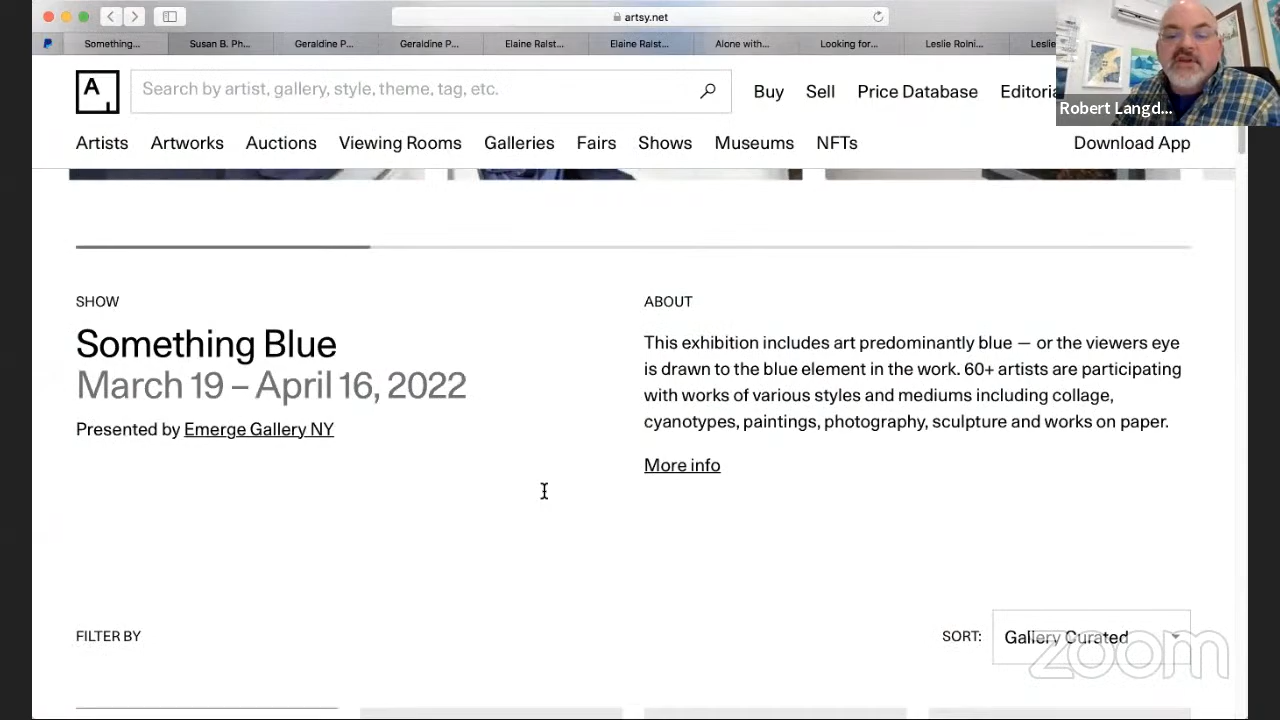 artsy.net
Something...
Susan B. Ph...
Geraldine P...
Geraldine P...
Elaine Ralst...
Elaine Ralst...
Alone with...
Looking for...
Leslie Rolni...
Leslie
A
Search by artist, gallery, style, theme, tag, etc.
Buy
Sell
Price Database
Editoria
Robert Langd...
Artists
Artworks
Auctions
Viewing Rooms
Galleries
Fairs
Shows
Museums
NFTs
Download App
SHOW
Something Blue
March 19 – April 16, 2022
Presented by Emerge Gallery NY
ABOUT
This exhibition includes art predominantly blue — or the viewers eye
is drawn to the blue element in the work. 60+ artists are participating
with works of various styles and mediums including collage,
cyanotypes, paintings, photography, sculpture and works on paper.
More info
FILTER BY
SORT:
Gallery Curated
zoom